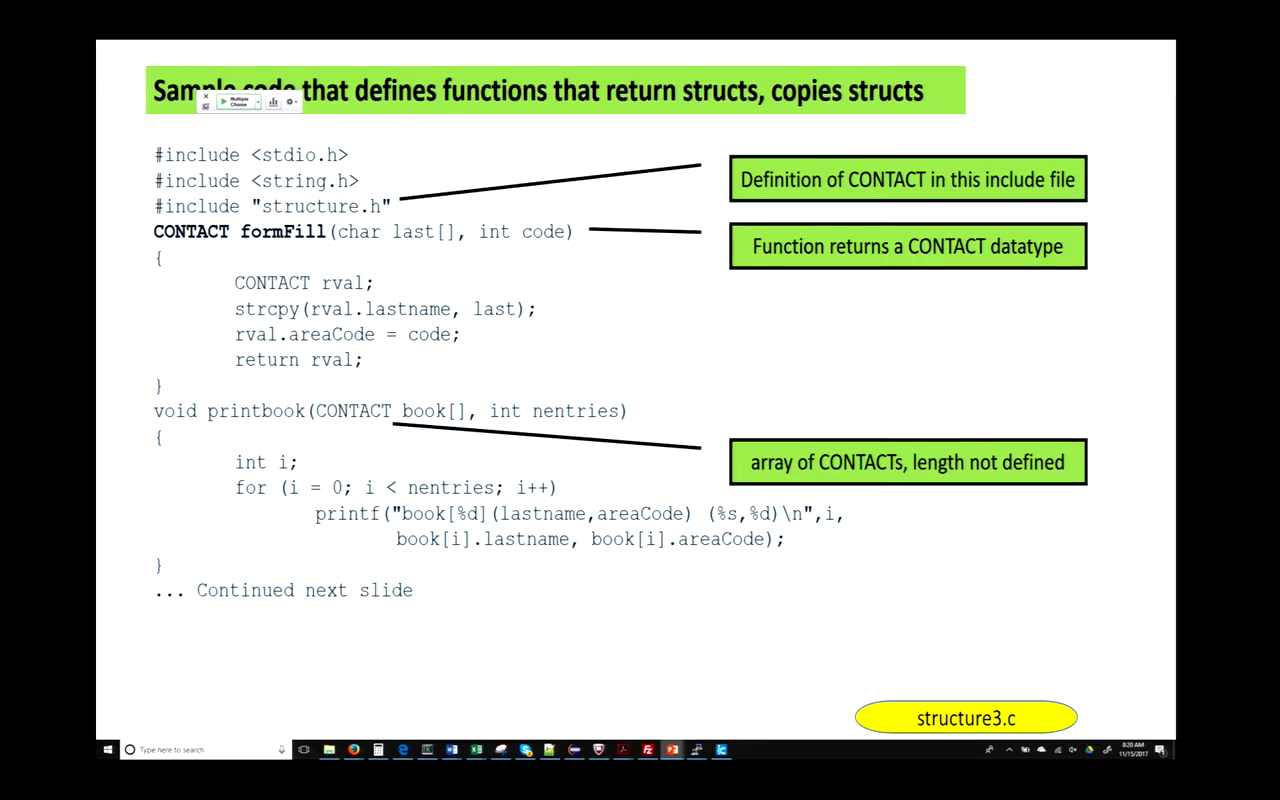 Sample code that defines functions that return structs, copies structs
Multiple
Choice
#include <stdio.h>
#include <string.h>
#include "structure.h"
Definition of CONTACT in this include file
CONTACT formFill(char last[], int code)
Function returns a CONTACT datatype
{
CONTACT rval;
strcpy(rval.lastname, last);
rval.areaCode = code;
return rval;
}
void printbook(CONTACT book[], int nentries)
{
array of CONTACTs, length not defined
int i;
for (i = 0; i < nentries; i++)
printf("book[%d](lastname,areaCode) (%s,%d)\n",i,
book[i].lastname, book[i].areaCode);
}
... Continued next slide
structure3.c
Type here to search
8:20 AM
11/15/2017